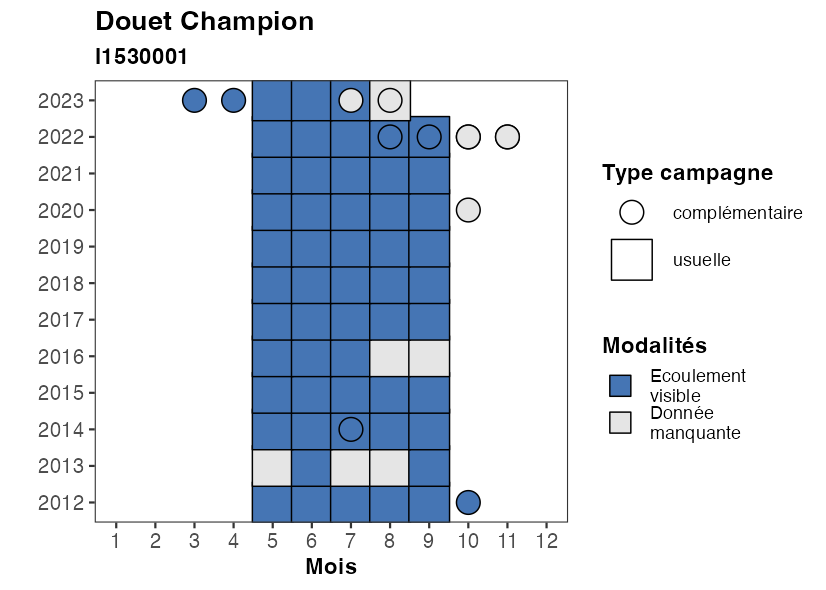 Douet Champion
I1530001
2023
2022
2021
2020
2019
2018
2017
2016
2015
2014
2013
2012
1 2 3 4 5 6 7 8 9 10 11 12
Mois
Type campagne
complémentaire
usuelle
Modalités
Ecoulement
visible
Donnée
manquante